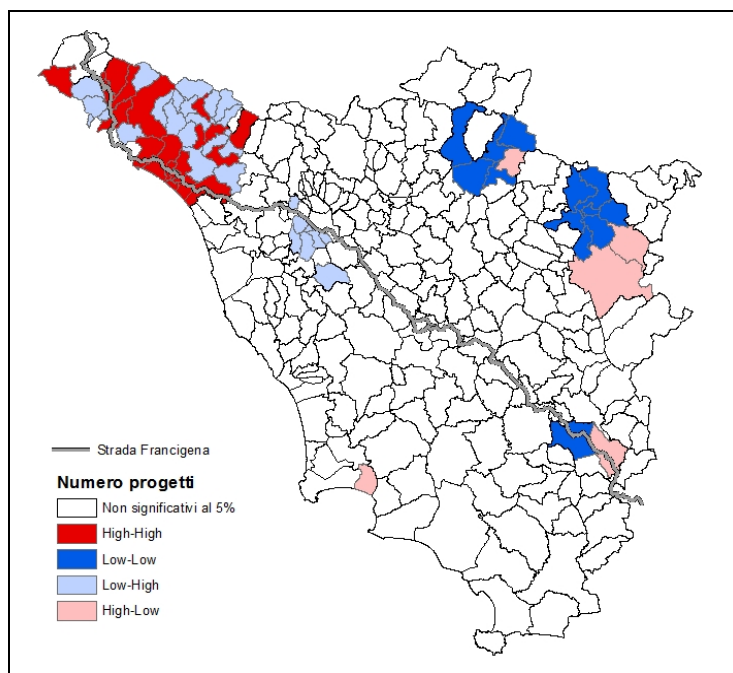 Strada Francigena
Numero progetti
Non significativi al 5%
High-High
Low-Low
Low-High
High-Low